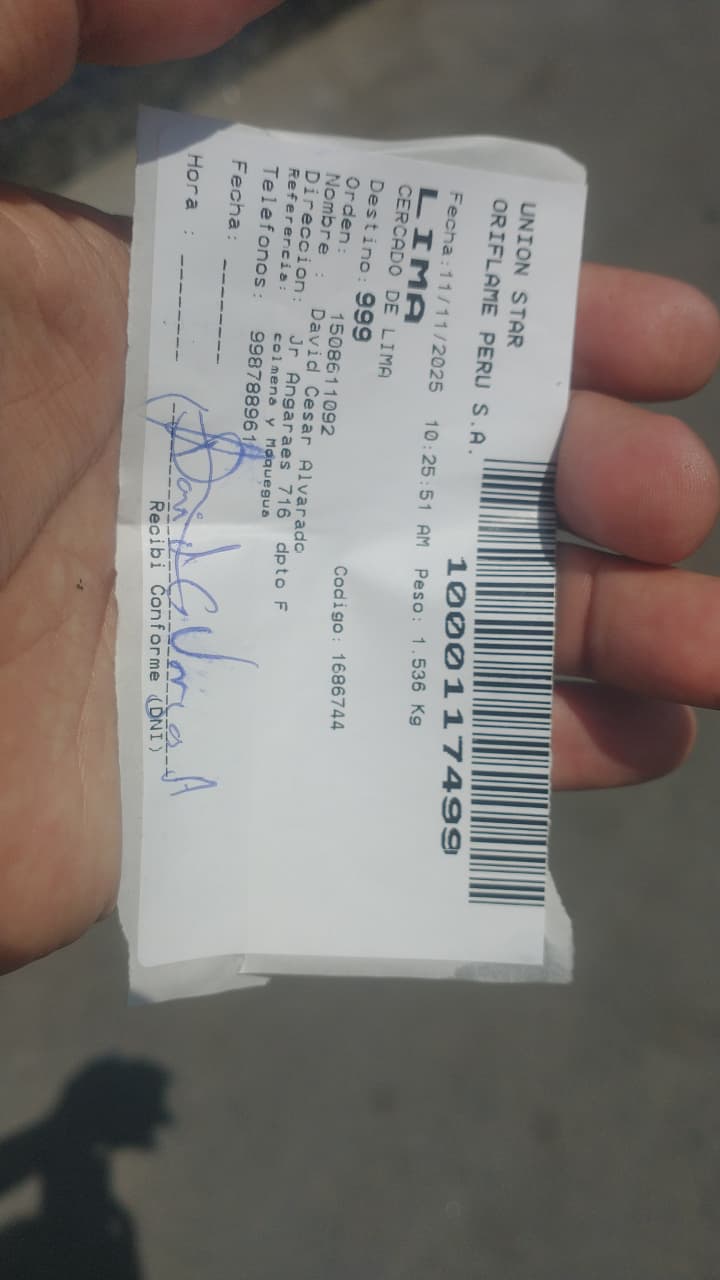 UNION STAR
ORIFLAME PERU S.A.
1000117499
Fecha:11/11/2025 10:25:51 AM Peso: 1.536 Kg
LIMA
CERCADO DE LIMA
Destino: 999
Orden: 1508611092 Codigo: 1686744
Nombre : David Cesar Alvarado
Direccion: Jr Angaraes 716 dpto F
Referencia: colmena y Moquegua
Telefonos: 998788961
Fecha: -------
Hora : -------
Recibi Conforme (DNI)